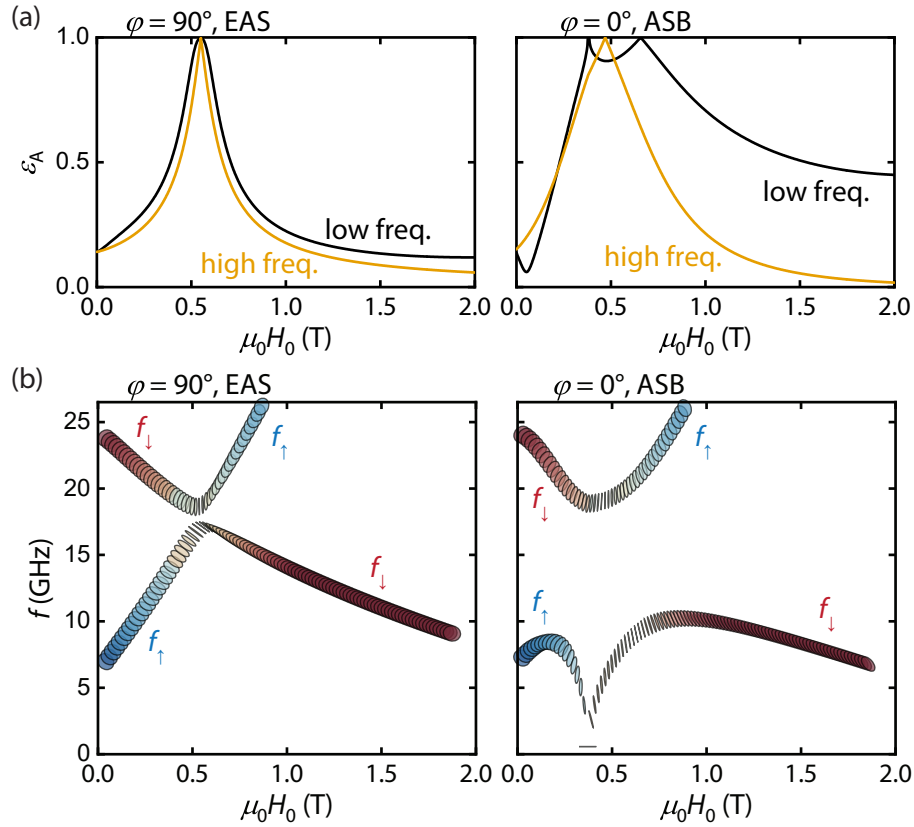 (a)
φ = 90°, EAS
φ = 0°, ASB
1.0
0.5
0.0
εA
low freq.
high freq.
low freq.
high freq.
0.0 0.5 1.0 1.5 2.0
0.0 0.5 1.0 1.5 2.0
μ0H0 (T)
μ0H0 (T)
(b)
φ = 90°, EAS
φ = 0°, ASB
25
20
15
10
5
0
f (GHz)
f↓
f↑
f↓
f↑
f↑
f↓
f↑
f↓
0.0 0.5 1.0 1.5 2.0
0.0 0.5 1.0 1.5 2.0
μ0H0 (T)
μ0H0 (T)